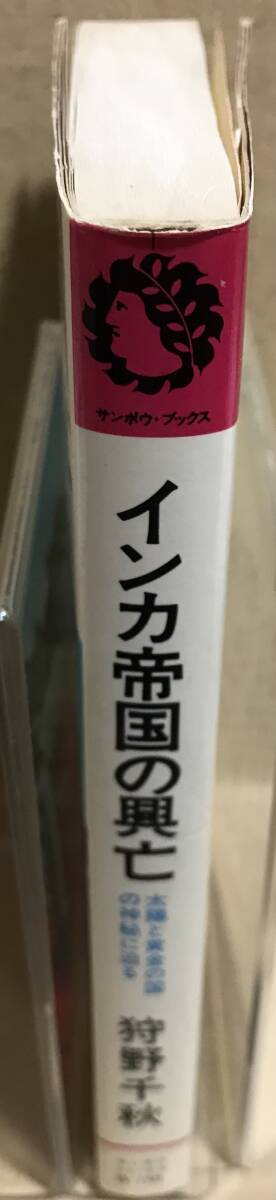 サンポウ・ブックス
インカ帝国の興亡
太陽と黄金の国
の神秘に迫る
狩野千秋